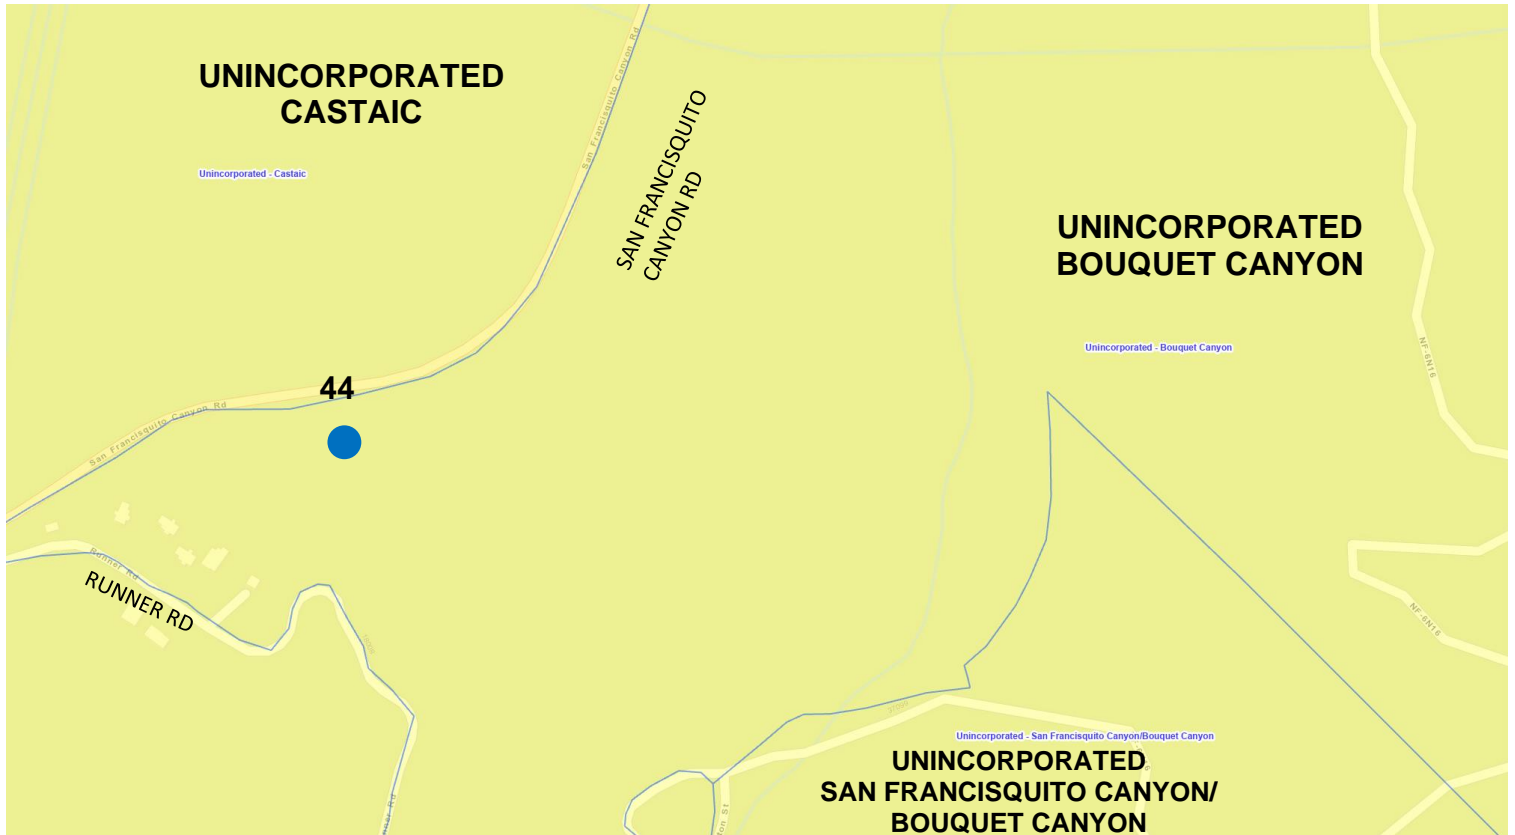 UNINCORPORATED
CASTAIC
Unincorporated - Castaic
San Francisquito Canyon Rd
SAN FRANCISQUITO
CANYON RD
UNINCORPORATED
BOUQUET CANYON
Unincorporated - Bouquet Canyon
NF-6N16
44
San Francisquito Canyon Rd
Runner Rd
RUNNER RD
NF-6N16
Unincorporated - San Francisquito Canyon/Bouquet Canyon
UNINCORPORATED
SAN FRANCISQUITO CANYON/
BOUQUET CANYON